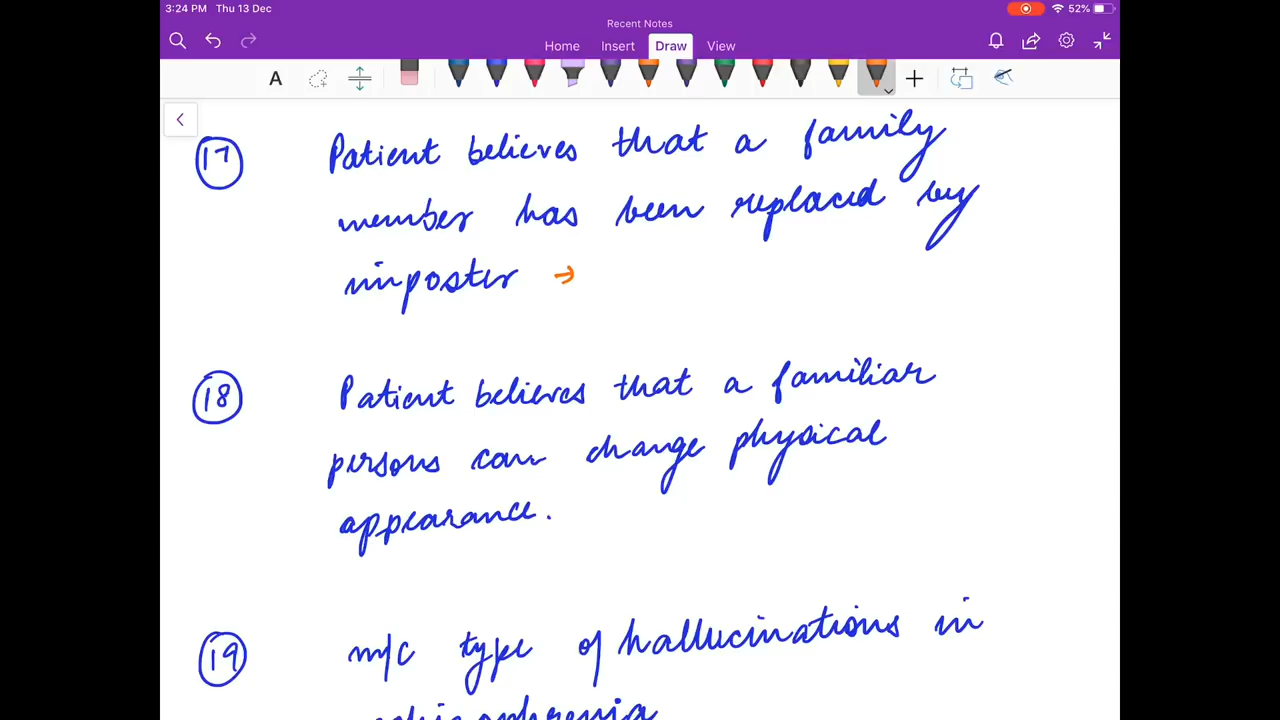 3:24 PM Thu 13 Dec
52%
Recent Notes
Home Insert Draw View
A
17 Patient believes that a family
member has been replaced by
imposter →
18 Patient believes that a familiar
persons can change physical
appearance.
19 m/c type of hallucinations in
schizophrenia